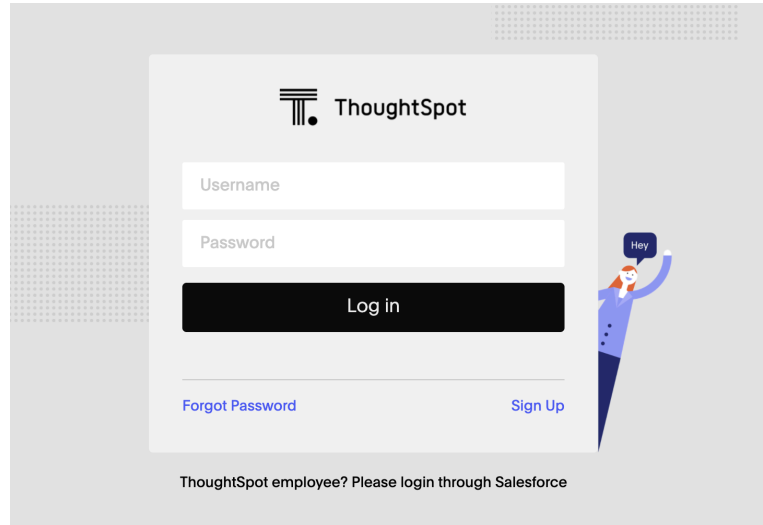 ThoughtSpot
Username
Password
Hey
Log in
Forgot Password Sign Up
ThoughtSpot employee? Please login through Salesforce